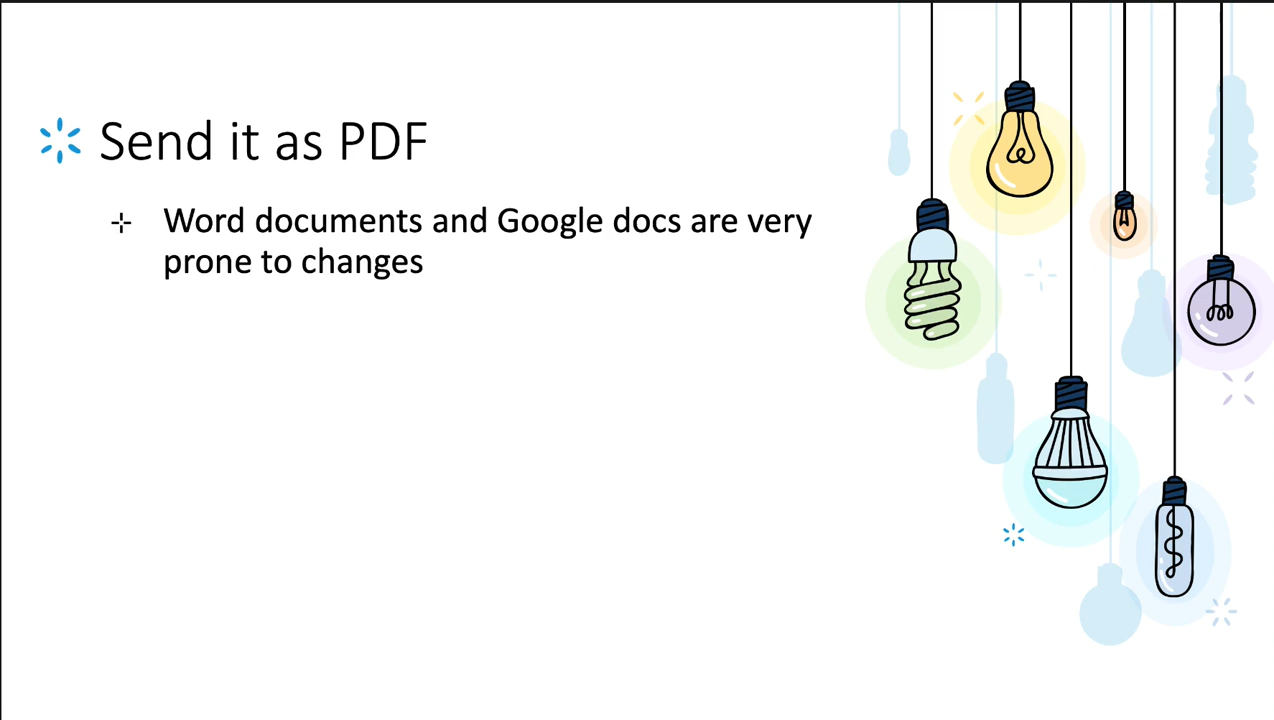 Send it as PDF
Word documents and Google docs are very
prone to changes